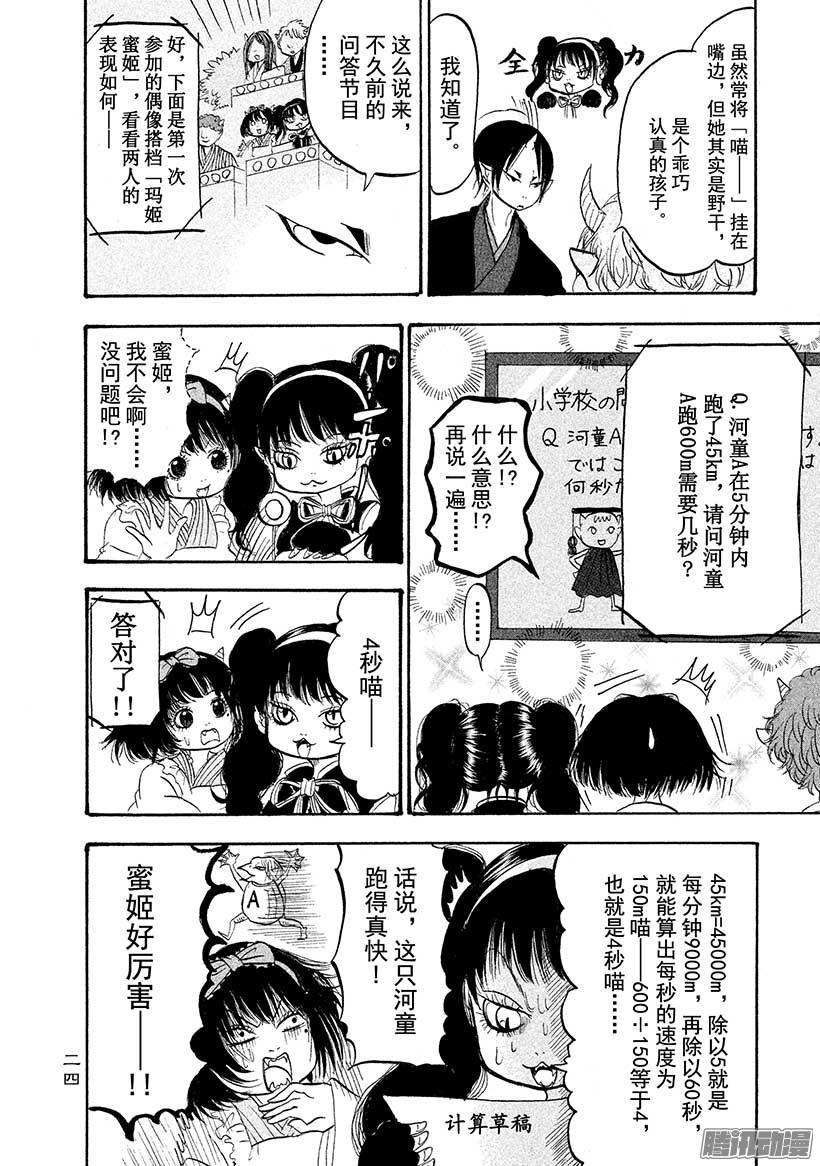 虽然常将「喵——」挂在
嘴边，但她其实是野干，
是个乖巧
认真的孩子。
全
力
我知道了。
这么说来，
不久前的
问答节目
……
好，下面是第一次
参加的偶像搭档「玛姬
蜜姬」，看看两人的
表现如何——
Q. 河童A在5分钟内
跑了45km，请问河童
A跑600m需要几秒？
小学校の問
Q 河童A
では こ
何秒か
す。
は
什么!?
什么意思!?
再说一遍……
……
蜜姬，
我不会啊……
没问题吧!?
4秒喵——
答对了!!
45km=45000m，除以5就是
每分钟9000m，再除以60秒，
就能算出每秒的速度为
150m喵——600÷150等于4，
也就是4秒喵……
计算草稿
话说，这只河童
跑得真快！
A
蜜姬好厉害——!!
二四
腾讯动漫